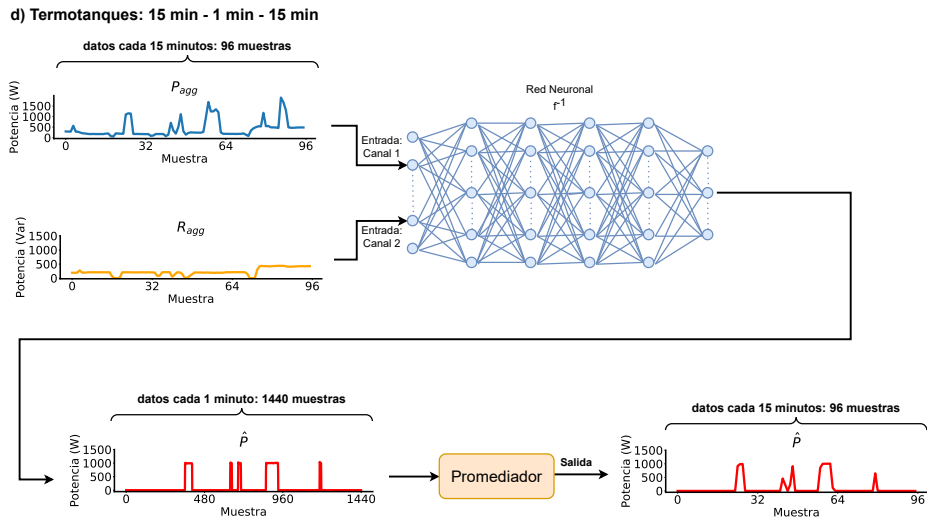 d) Termotanques: 15 min - 1 min - 15 min
datos cada 15 minutos: 96 muestras
P_agg
Potencia (W)
1500
1000
500
0
32
64
96
Muestra
Entrada:
Canal 1
Red Neuronal
f^-1
R_agg
Potencia (Var)
1500
1000
500
0
0
32
64
96
Muestra
Entrada:
Canal 2
datos cada 1 minuto: 1440 muestras
P̂
Potencia (W)
1500
1000
500
0
0
480
960
1440
Muestra
Promediador
Salida
datos cada 15 minutos: 96 muestras
P̂
Potencia (W)
1500
1000
500
0
0
32
64
96
Muestra